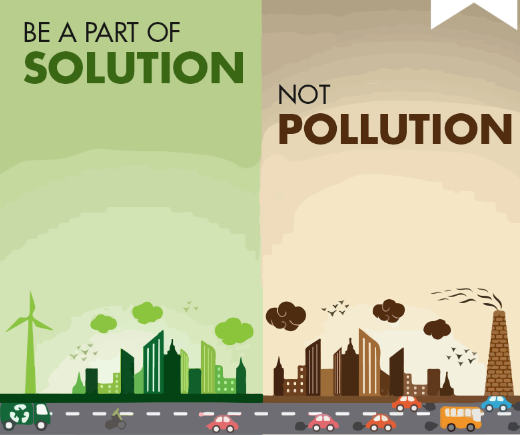 BE A PART OF
SOLUTION
NOT
POLLUTION